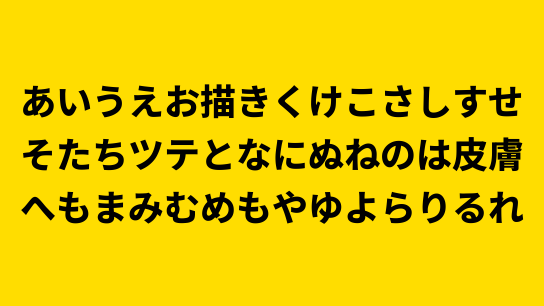 あいうえお描きくけこさしすせ
そたちツテとなにぬねのは皮膚
へもまみむめもやゆよらりるれ